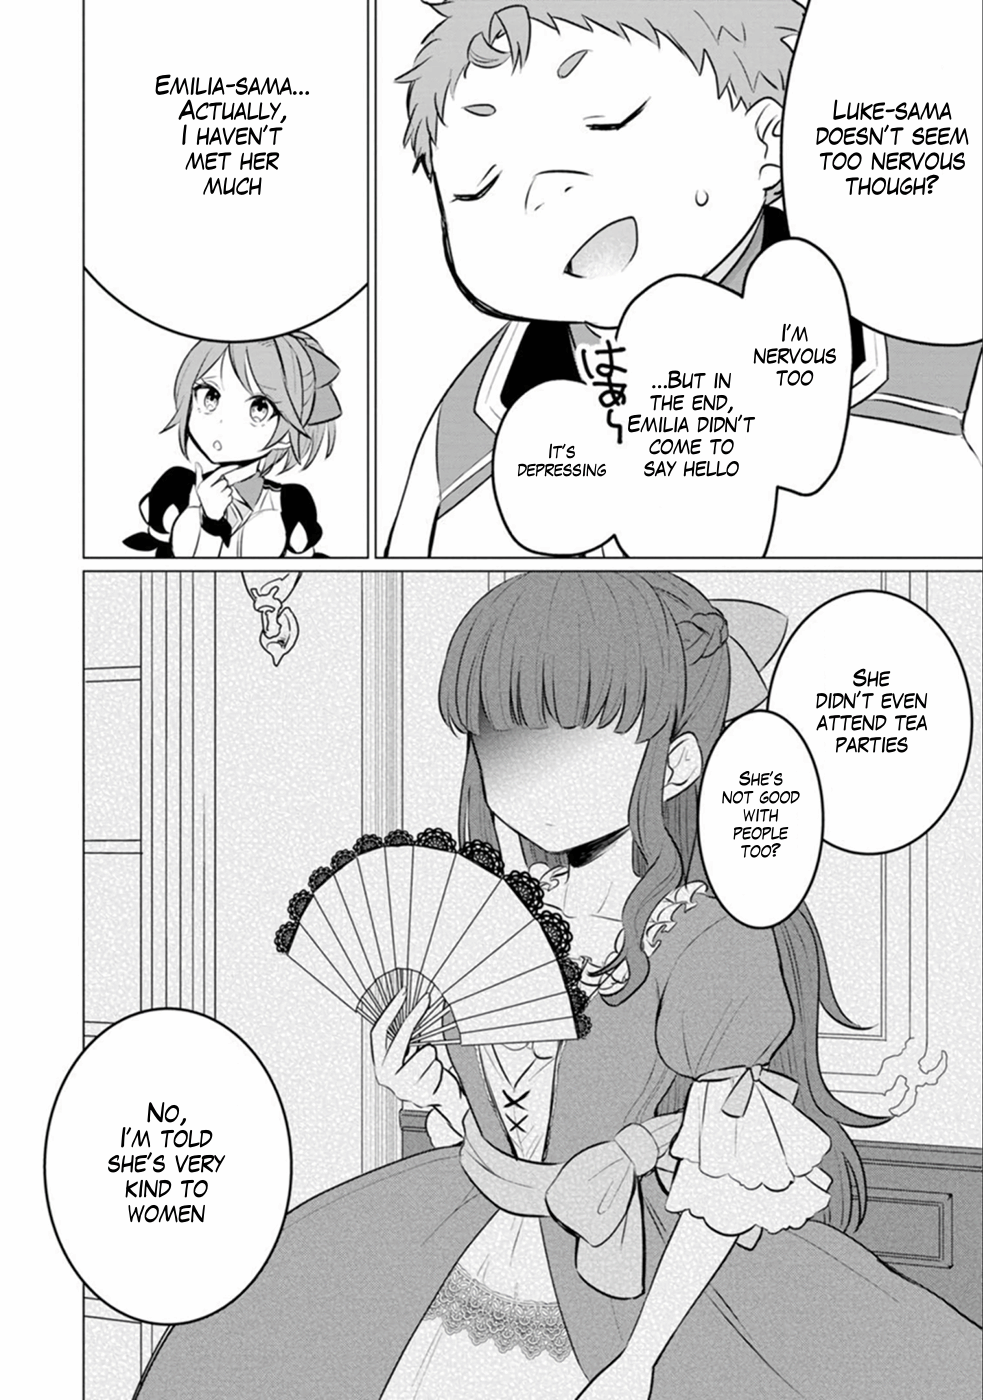 LUKE-SAMA
DOESN'T SEEM
TOO NERVOUS
THOUGH?
I'M
NERVOUS
TOO
...BUT IN
THE END,
EMILIA DIDN'T
COME TO
SAY HELLO
はぁ～
IT'S
DEPRESSING
EMILIA-SAMA...
ACTUALLY,
I HAVEN'T
MET HER
MUCH
SHE
DIDN'T EVEN
ATTEND TEA
PARTIES
SHE'S
NOT GOOD
WITH
PEOPLE
TOO?
NO,
I'M TOLD
SHE'S VERY
KIND TO
WOMEN